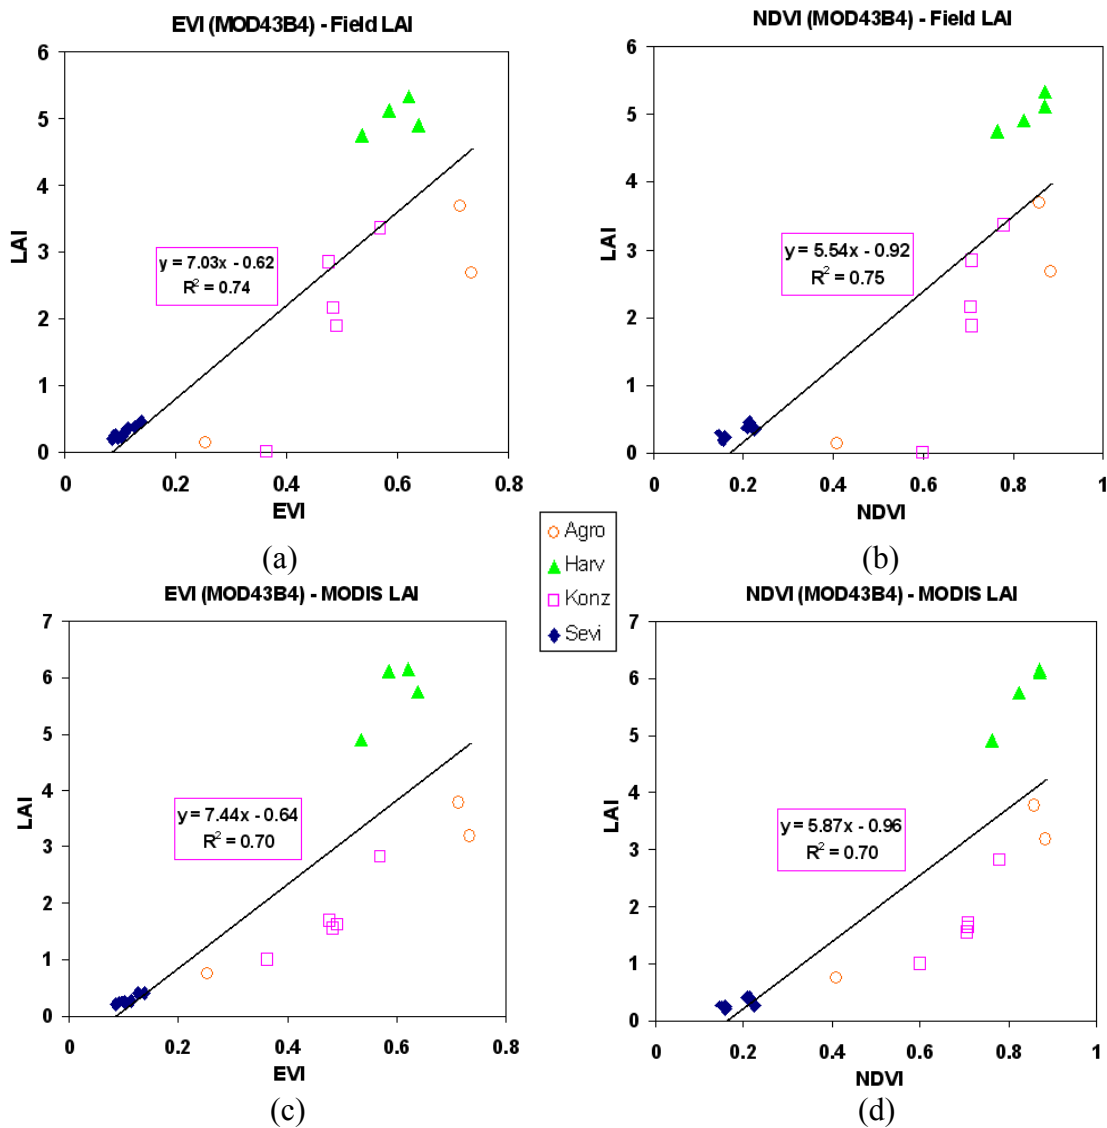 EVI (MOD43B4) - Field LAI
6
5
4
3
2
1
0
LAI
y = 7.03x - 0.62
R² = 0.74
0 0.2 0.4 0.6 0.8
EVI
(a)
NDVI (MOD43B4) - Field LAI
6
5
4
3
2
1
0
LAI
y = 5.54x - 0.92
R² = 0.75
0 0.2 0.4 0.6 0.8 1
NDVI
(b)
Agro
Harv
Konz
Sevi
EVI (MOD43B4) - MODIS LAI
7
6
5
4
3
2
1
0
LAI
y = 7.44x - 0.64
R² = 0.70
0 0.2 0.4 0.6 0.8
EVI
(c)
NDVI (MOD43B4) - MODIS LAI
7
6
5
4
3
2
1
0
LAI
y = 5.87x - 0.96
R² = 0.70
0 0.2 0.4 0.6 0.8 1
NDVI
(d)